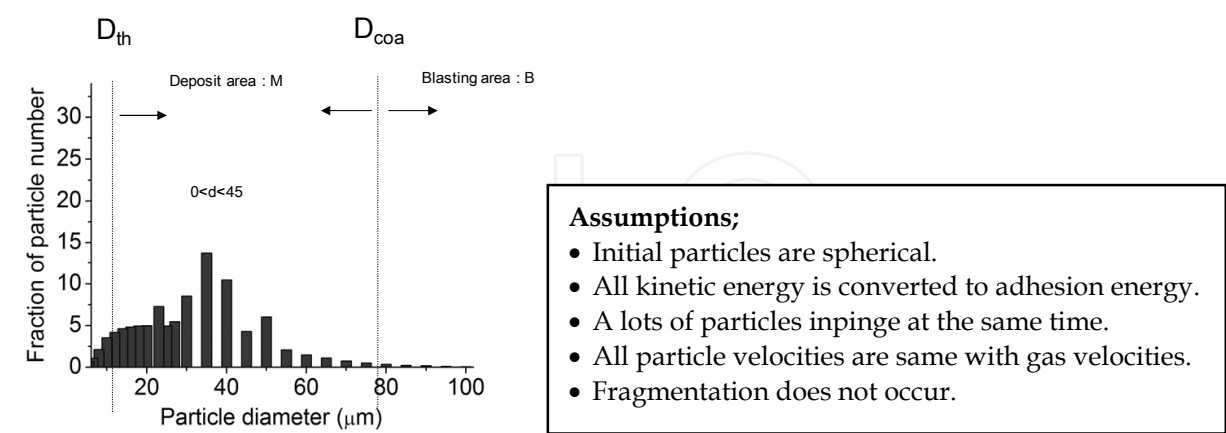 D_th D_coa
Deposit area : M Blasting area : B
30
25
20
15
10
5
0
0<d<45
Fraction of particle number
20 40 60 80 100
Particle diameter (μm)
Assumptions;
• Initial particles are spherical.
• All kinetic energy is converted to adhesion energy.
• A lots of particles inpinge at the same time.
• All particle velocities are same with gas velocities.
• Fragmentation does not occur.